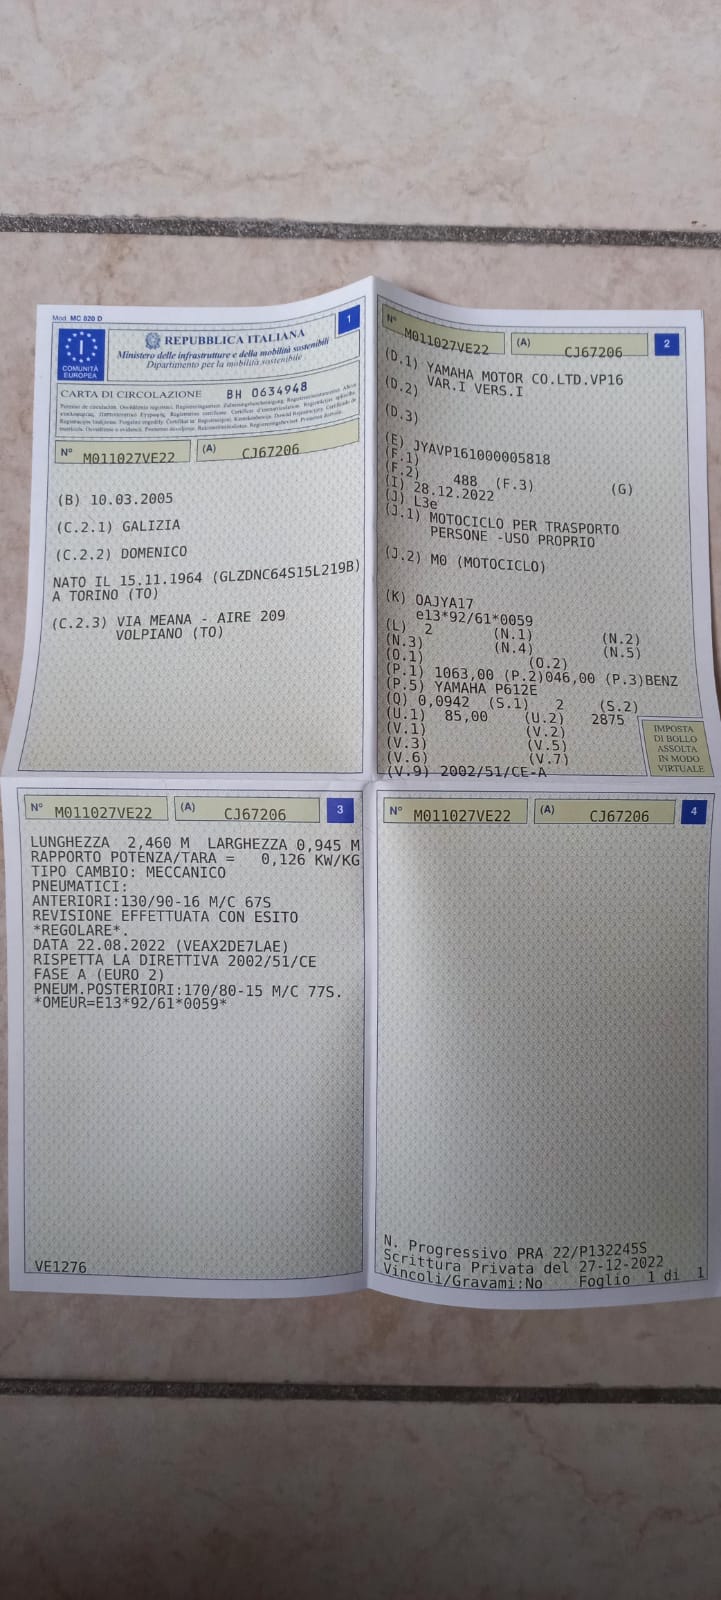 Mod. MC 820 D
1
COMUNITÀ
EUROPEA
I
REPUBBLICA ITALIANA
Ministero delle infrastrutture e della mobilità sostenibili
Dipartimento per la mobilità sostenibile
CARTA DI CIRCOLAZIONE BH 0634948
N° M011027VE22 (A) CJ67206
(B) 10.03.2005
(C.2.1) GALIZIA
(C.2.2) DOMENICO
NATO IL 15.11.1964 (GLZDNC64S15L219B)
A TORINO (TO)
(C.2.3) VIA MEANA - AIRE 209
VOLPIANO (TO)
N° M011027VE22 (A) CJ67206 2
(D.1) YAMAHA MOTOR CO.LTD.VP16
(D.2) VAR.I VERS.I
(D.3)
(E) JYAVP161000005818
(F.1)
(F.2) 488 (F.3) (G)
(I) 28.12.2022
(J) L3e
(J.1) MOTOCICLO PER TRASPORTO
PERSONE -USO PROPRIO
(J.2) M0 (MOTOCICLO)
(K) OAJYA17
e13*92/61*0059
(L) 2 (N.1) (N.2)
(N.3) (N.4) (N.5)
(O.1) (O.2)
(P.1) 1063,00 (P.2)046,00 (P.3)BENZ
(P.5) YAMAHA P612E
(Q) 0,0942 (S.1) 2 (S.2)
(U.1) 85,00 (U.2) 2875
(V.1) (V.2)
(V.3) (V.5)
(V.6) (V.7)
(V.9) 2002/51/CE-A
IMPOSTA
DI BOLLO
ASSOLTA
IN MODO
VIRTUALE
N° M011027VE22 (A) CJ67206 3
LUNGHEZZA 2,460 M LARGHEZZA 0,945 M
RAPPORTO POTENZA/TARA = 0,126 KW/KG
TIPO CAMBIO: MECCANICO
PNEUMATICI:
ANTERIORI:130/90-16 M/C 67S
REVISIONE EFFETTUATA CON ESITO
*REGOLARE*.
DATA 22.08.2022 (VEAX2DE7LAE)
RISPETTA LA DIRETTIVA 2002/51/CE
FASE A (EURO 2)
PNEUM.POSTERIORI:170/80-15 M/C 77S.
*OMEUR=E13*92/61*0059*
VE1276
N° M011027VE22 (A) CJ67206 4
N. Progressivo PRA 22/P132245S
Scrittura Privata del 27-12-2022
Vincoli/Gravami:No Foglio 1 di 1